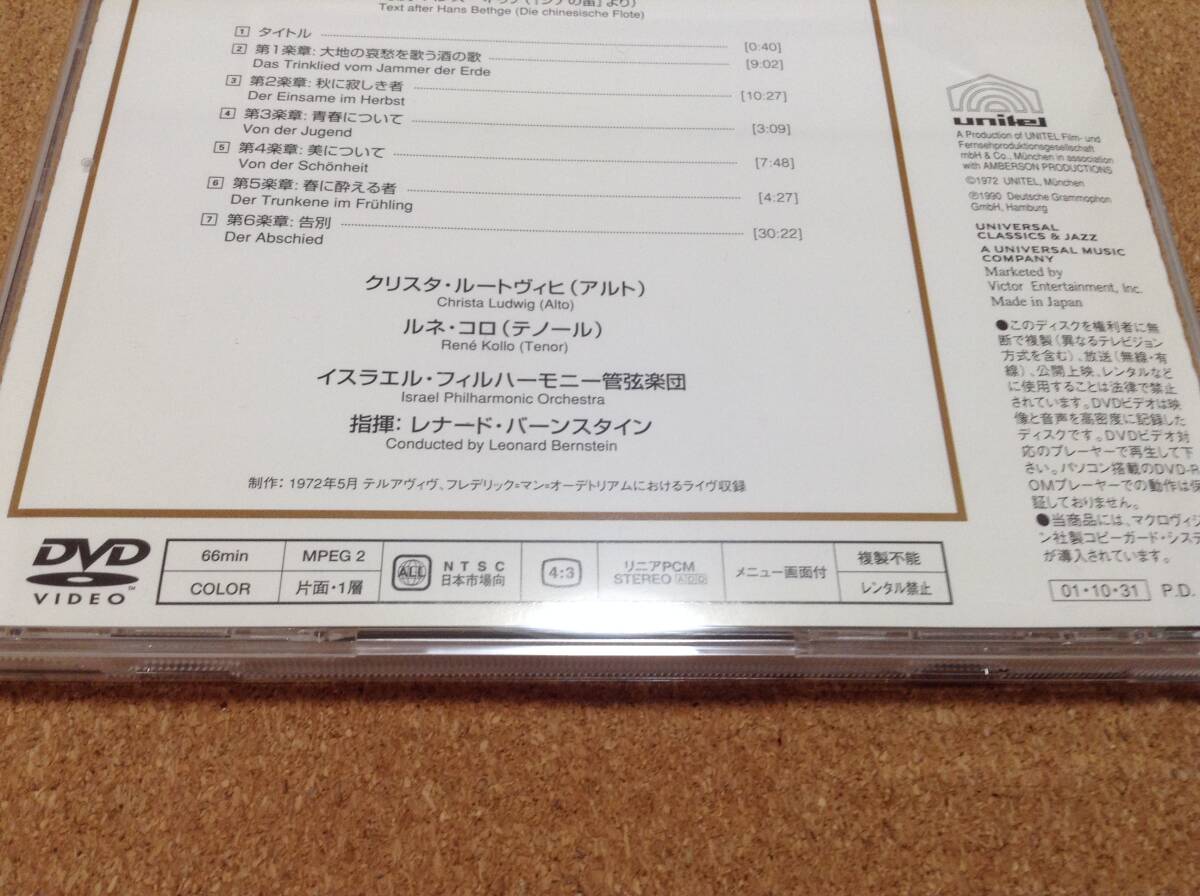 Text after Hans Bethge (Die chinesische Flöte)
1 タイトル [0:40]
2 第1楽章: 大地の哀愁を歌う酒の歌 [9:02]
Das Trinklied vom Jammer der Erde
3 第2楽章: 秋に寂しき者 [10:27]
Der Einsame im Herbst
4 第3楽章: 青春について [3:09]
Von der Jugend
5 第4楽章: 美について [7:48]
Von der Schönheit
6 第5楽章: 春に酔える者 [4:27]
Der Trunkene im Frühling
7 第6楽章: 告別 [30:22]
Der Abschied
クリスタ・ルートヴィヒ(アルト)
Christa Ludwig (Alto)
ルネ・コロ(テノール)
René Kollo (Tenor)
イスラエル・フィルハーモニー管弦楽団
Israel Philharmonic Orchestra
指揮: レナード・バーンスタイン
Conducted by Leonard Bernstein
制作: 1972年5月 テルアヴィヴ、フレデリック=マン=オーデトリアムにおけるライヴ収録
unitel
A Production of UNITEL Film- und
Fernsehproduktionsgesellschaft
mbH & Co., München in association
with AMBERSON PRODUCTIONS
©1972 UNITEL, München
℗1990 Deutsche Grammophon
GmbH, Hamburg
UNIVERSAL
CLASSICS & JAZZ
A UNIVERSAL MUSIC
COMPANY
Marketed by
Victor Entertainment, Inc.
Made in Japan
●このディスクを権利者に無
断で複製(異なるテレビジョン
方式を含む)、放送(無線・有
線)、公開上映、レンタルなど
に使用することは法律で禁止
されています。DVDビデオは映
像と音声を高密度に記録した
ディスクです。DVDビデオ対
応のプレーヤーで再生して下
さい。パソコン搭載のDVD-R
OMプレーヤーでの動作は保
証しておりません。
●当商品には、マクロヴィジ
ン社製コピーガード・システ
が導入されています。
01・10・31 P.D.
DVD
VIDEO™
66min MPEG 2 ALL NTSC 4:3 リニアPCM メニュー画面付 複製不能
COLOR 片面・1層 日本市場向 STEREO ADD レンタル禁止